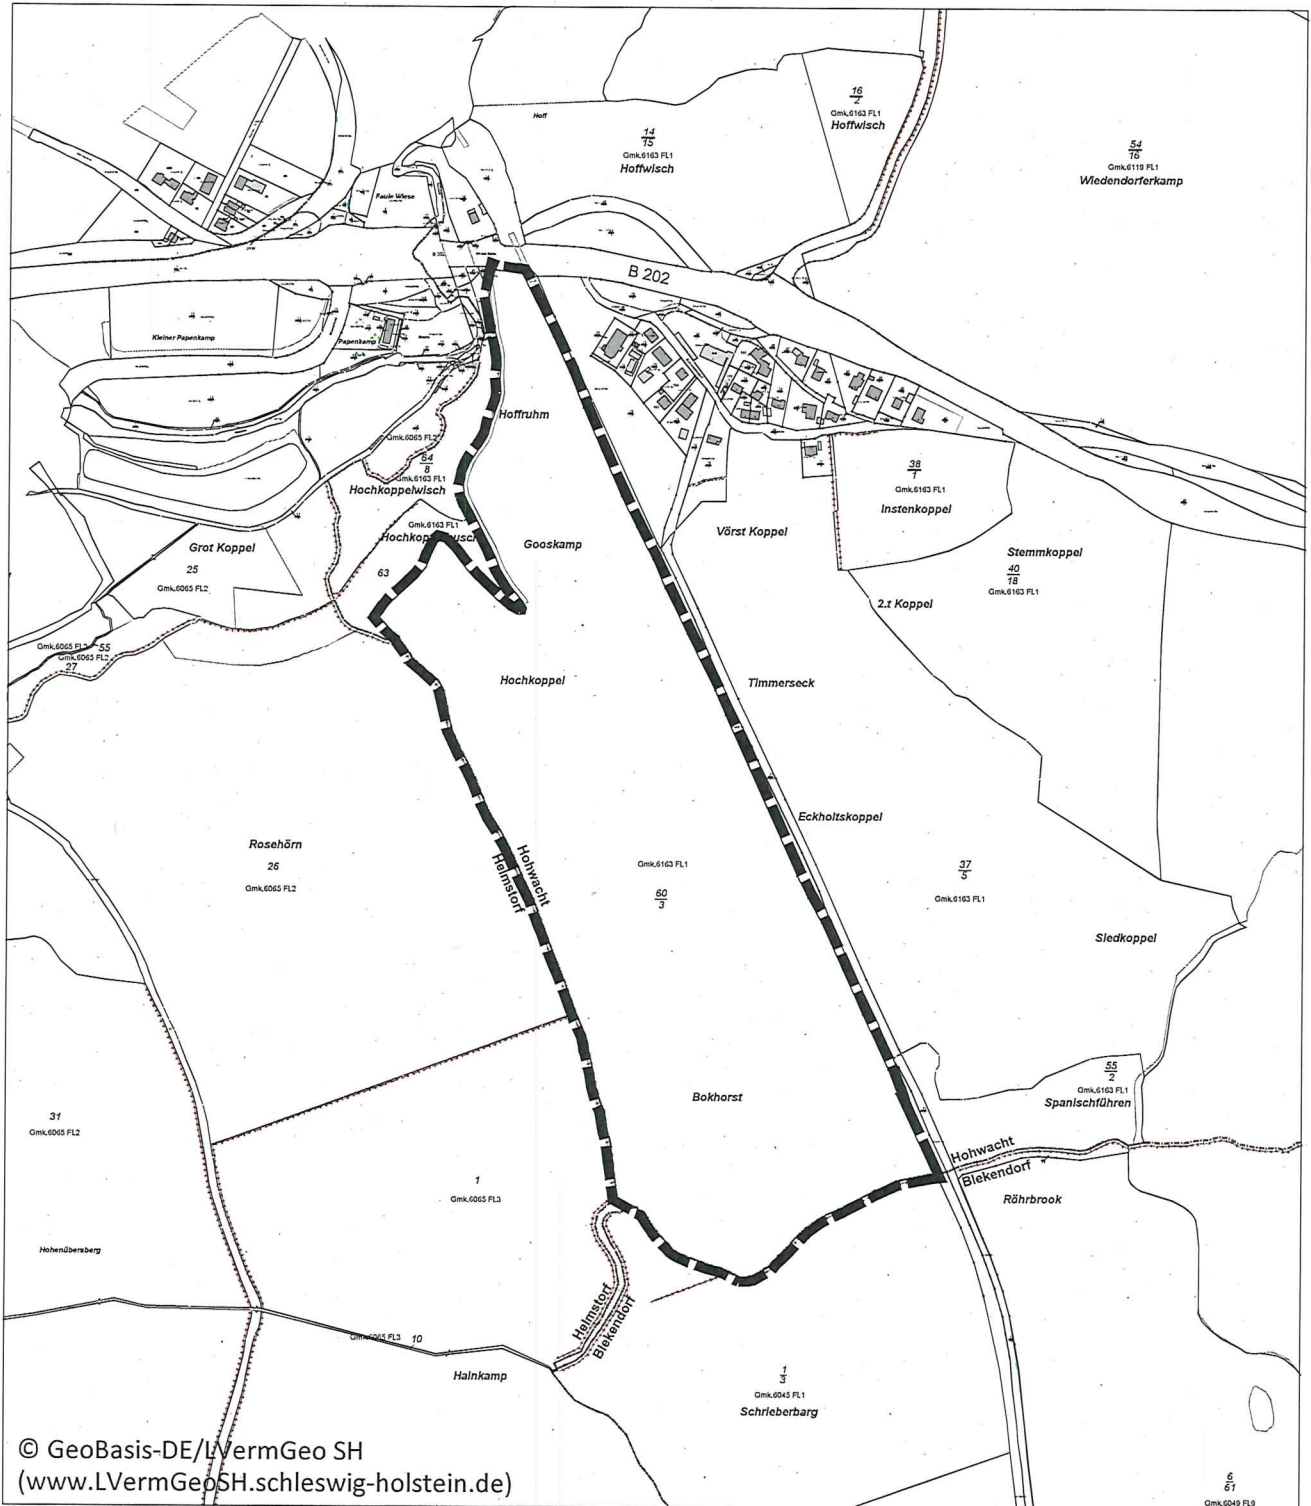 Hoff
14
15
Gmk.6163 FL1
Hoffwisch
16
2
Gmk.6163 FL1
Hoffwisch
54
16
Gmk.6119 FL1
Wiedendorferkamp
Faule Wiese
B 202
Kleiner Papenkamp
Papenkamp
Hoffruhm
Gmk.6065 FL2
64
8
Gmk.6163 FL1
Hochkoppelwisch
38
1
Gmk.6163 FL1
Instenkoppel
Gmk.6163 FL1
Vörst Koppel
Gooskamp
Grot Koppel
25
Gmk.6065 FL2
63
Stemmkoppel
40
18
Gmk.6163 FL1
2.t Koppel
55
Gmk.6065 FL2
27
Hochkoppel
Timmerseck
Eckholtskoppel
Rosehörn
26
Gmk.6065 FL2
Hohwacht
Helmstorf
Gmk.6163 FL1
60
3
37
5
Gmk.6163 FL1
Siedkoppel
55
2
Gmk.6163 FL1
Spanischführen
Bokhorst
31
Gmk.6065 FL2
Hohwacht
Blekendorf
1
Gmk.6065 FL3
Röhrbrook
Hohenübersberg
Helmstorf
Blekendorf
10
Hainkamp
1
3
Gmk.6045 FL1
Schrieberbarg
© GeoBasis-DE/LVermGeo SH
(www.LVermGeoSH.schleswig-holstein.de)
6
61
Gmk.6049 FL9